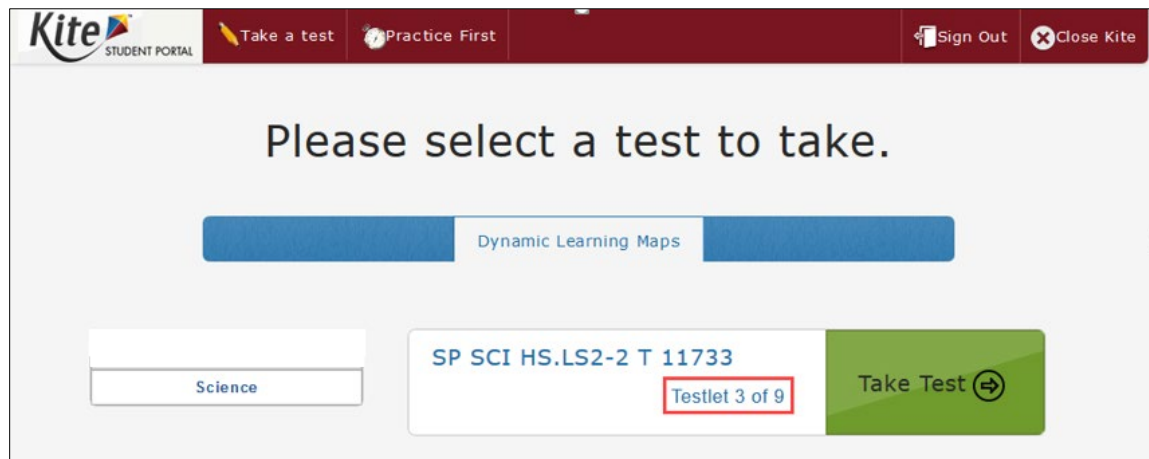 Kite STUDENT PORTAL Take a test Practice First Sign Out Close Kite
Please select a test to take.
Dynamic Learning Maps
SP SCI HS.LS2-2 T 11733
Science
Testlet 3 of 9
Take Test